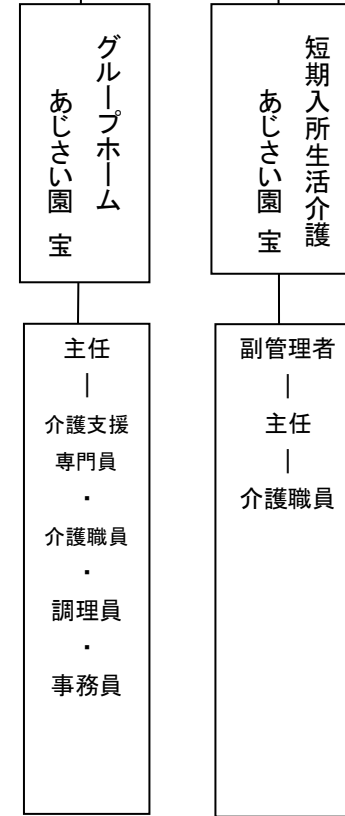 グループホーム
あじさい園 宝
主任
|
介護支援
専門員
・
介護職員
・
調理員
・
事務員
短期入所生活介護
あじさい園 宝
副管理者
|
主任
|
介護職員